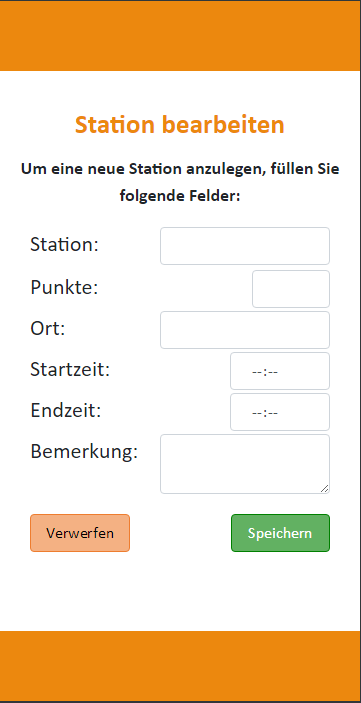 Station bearbeiten
Um eine neue Station anzulegen, füllen Sie
folgende Felder:
Station:
Punkte:
Ort:
Startzeit: --:--
Endzeit: --:--
Bemerkung:
Verwerfen Speichern